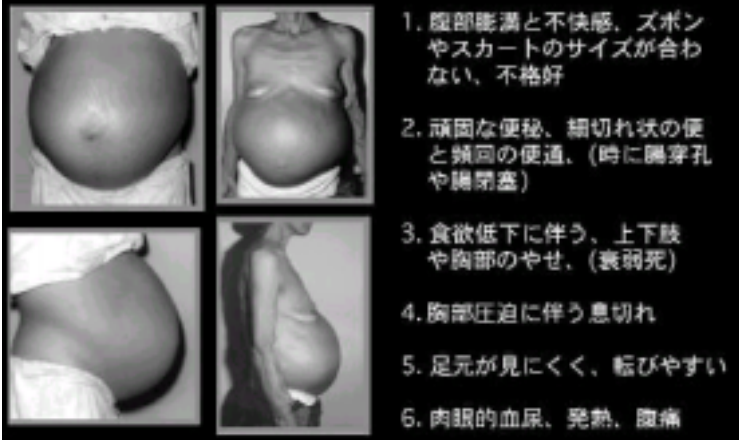 1. 腹部膨満と不快感、ズボン
やスカートのサイズが合わ
ない、不格好
2. 頑固な便秘、細切れ状の便
と頻回の便通、(時に腸穿孔
や腸閉塞)
3. 食欲低下に伴う、上下肢
や胸部のやせ、(衰弱死)
4. 胸部圧迫に伴う息切れ
5. 足元が見にくく、転びやすい
6. 肉眼的血尿、発熱、腹痛